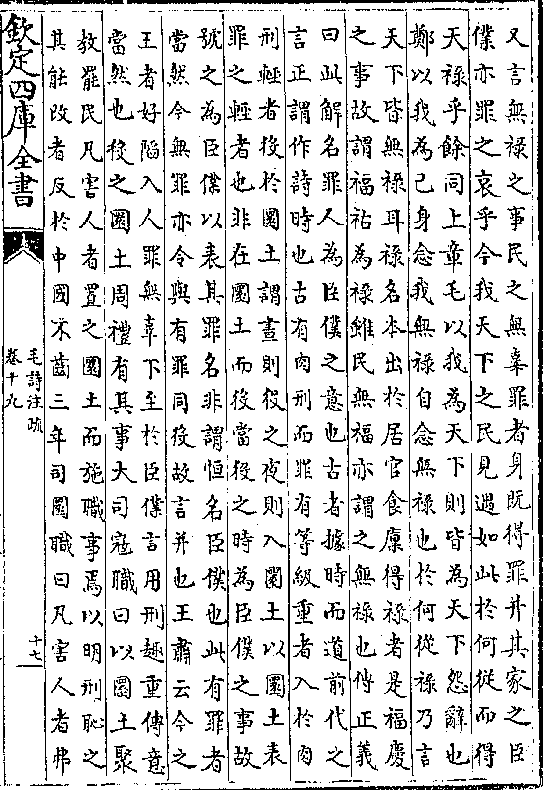 又言無禄之事民之無辜罪者身既得罪并其家之臣
僕亦罪之哀乎今我天下之民見遇如此於何從而得
天禄乎餘同上章毛以我為天下則皆為天下怨辭也
鄭以我為己身念我無禄自念無禄也於何從禄乃言
天下皆無禄耳禄名本出於居官食廩得禄者是福慶
之事故謂福祐為禄雖民無福亦謂之無禄也傳正義
曰此解名罪人為臣僕之意也古者據時而道前代之
言正謂作詩時也古有肉刑而罪有等級重者入於肉
刑輕者役於圜土謂晝則役之夜則入圜土以圜土表
罪之輕者也非在圜土而役當役之時為臣僕之事故
號之為臣僕以表其罪名非謂恒名臣僕也此有罪者
當然今無罪亦令與有罪同役故言并也王肅云今之
王者好陷入人罪無辜下至於臣僕言用刑趣重傳意
當然也役之圜土周禮有其事大司寇職曰以圜土聚
教罷民凡害人者置之圜土而施職事焉以明刑恥之
其能改者反於中國不齒三年司圜職曰凡害人者弗
欽定四庫全書
毛詩注疏
卷十九
十七